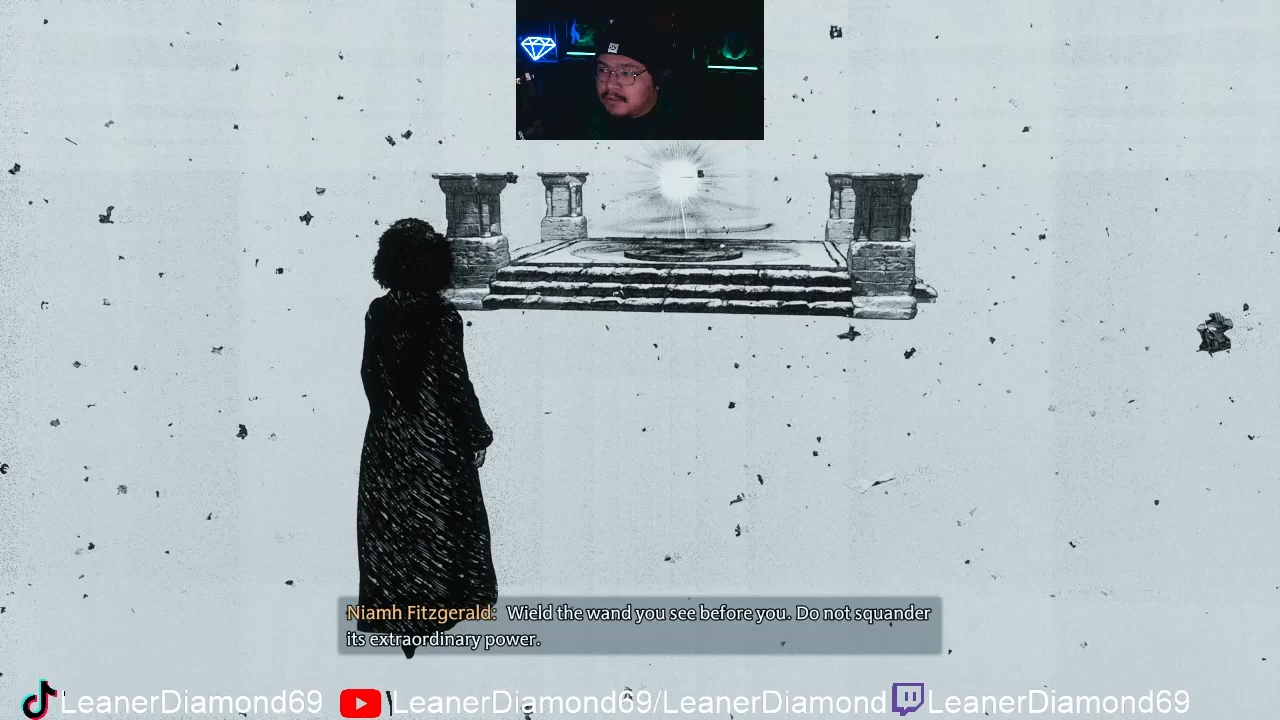 Niamh Fitzgerald: Wield the wand you see before you. Do not squander
its extraordinary power.
LeanerDiamond69 LeanerDiamond69/LeanerDiamond LeanerDiamond69